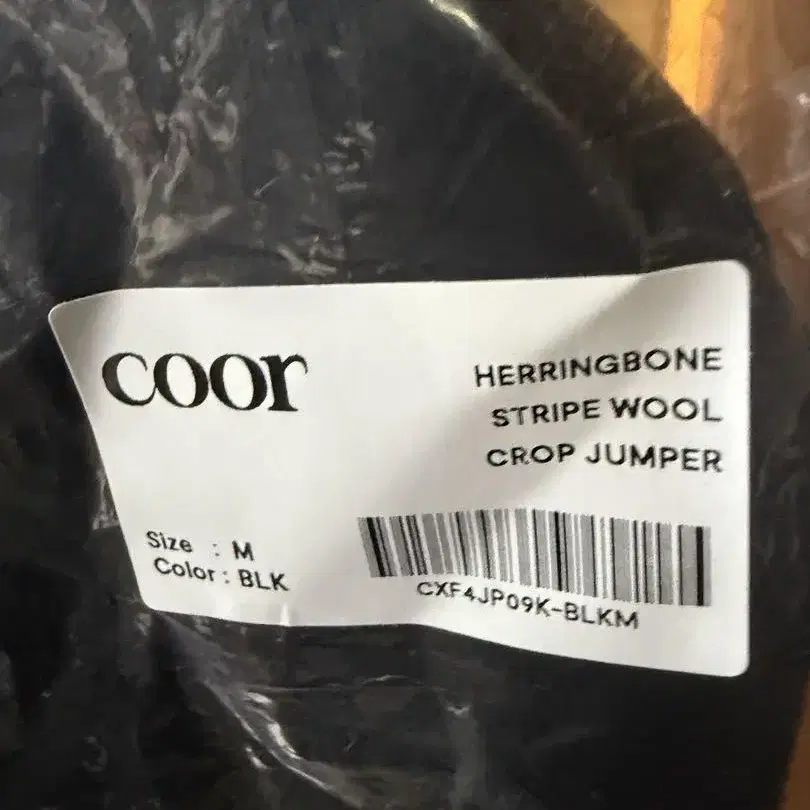 coor
HERRINGBONE
STRIPE WOOL
CROP JUMPER
Size : M
Color : BLK
CXF4JP09K-BLKM